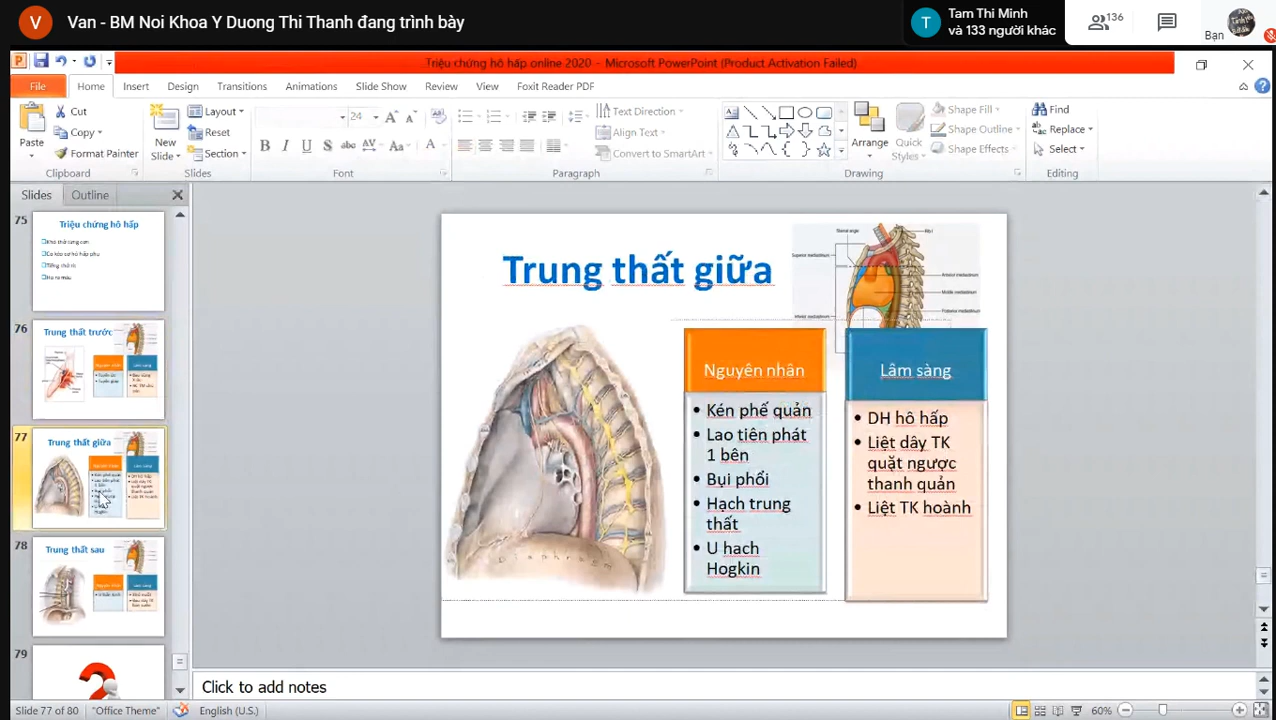 V
Van - BM Noi Khoa Y Duong Thi Thanh đang trình bày
T
Tam Thi Minh
và 133 người khác
136
Bạn
Triệu chứng hô hấp online 2020 - Microsoft PowerPoint (Product Activation Failed)
File
Home
Insert
Design
Transitions
Animations
Slide Show
Review
View
Foxit Reader PDF
Paste
Cut
Copy
Format Painter
Clipboard
New
Slide
Layout
Reset
Section
Slides
24
B I U S abc AV Aa A
Font
Text Direction
Align Text
Convert to SmartArt
Paragraph
Arrange
Quick
Styles
Shape Fill
Shape Outline
Shape Effects
Drawing
Find
Replace
Select
Editing
Slides
Outline
75
Triệu chứng hô hấp
76
Trung thất trước
77
Trung thất giữa
78
Trung thất sau
79
Trung thất giữa
Nguyên nhân
• Kén phế quản
• Lao tiên phát
1 bên
• Bụi phổi
• Hạch trung
thất
• U hach
Hogkin
Lâm sàng
• DH hô hấp
• Liệt dây TK
quặt ngược
thanh quản
• Liệt TK hoành
Diaphragm
Click to add notes
Slide 77 of 80
"Office Theme"
English (U.S.)
60%